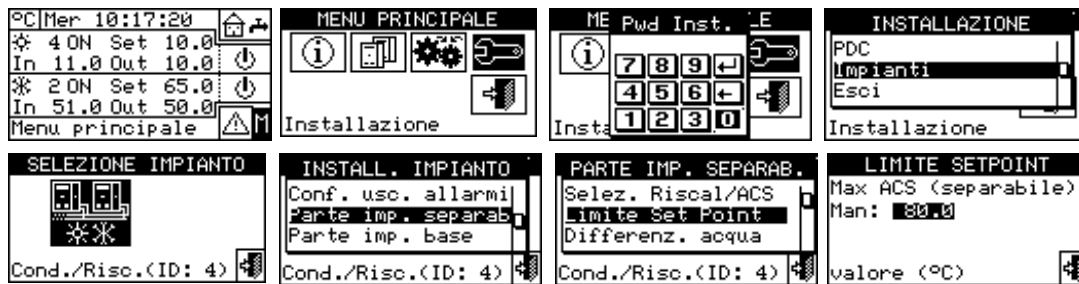 ºC|Mer 10:17:20
4 ON Set 10.0
In 11.0 Out 10.0
2 ON Set 65.0
In 51.0 Out 50.0
Menu principale
M
MENU PRINCIPALE
Installazione
ME
LE
Pwd Inst.
7 8 9
4 5 6
1 2 3 0
Insta
INSTALLAZIONE
PDC
Impianti
Esci
Installazione
SELEZIONE IMPIANTO
Cond./Risc.(ID: 4)
INSTALL. IMPIANTO
Conf. usc. allarmi
Parte imp. separab
Parte imp. base
Cond./Risc.(ID: 4)
PARTE IMP. SEPARAB.
Selez. Riscal/ACS
Limite Set Point
Differenz. acqua
Cond./Risc.(ID: 4)
LIMITE SETPOINT
Max ACS (separabile)
Man: 80.0
valore (ºC)